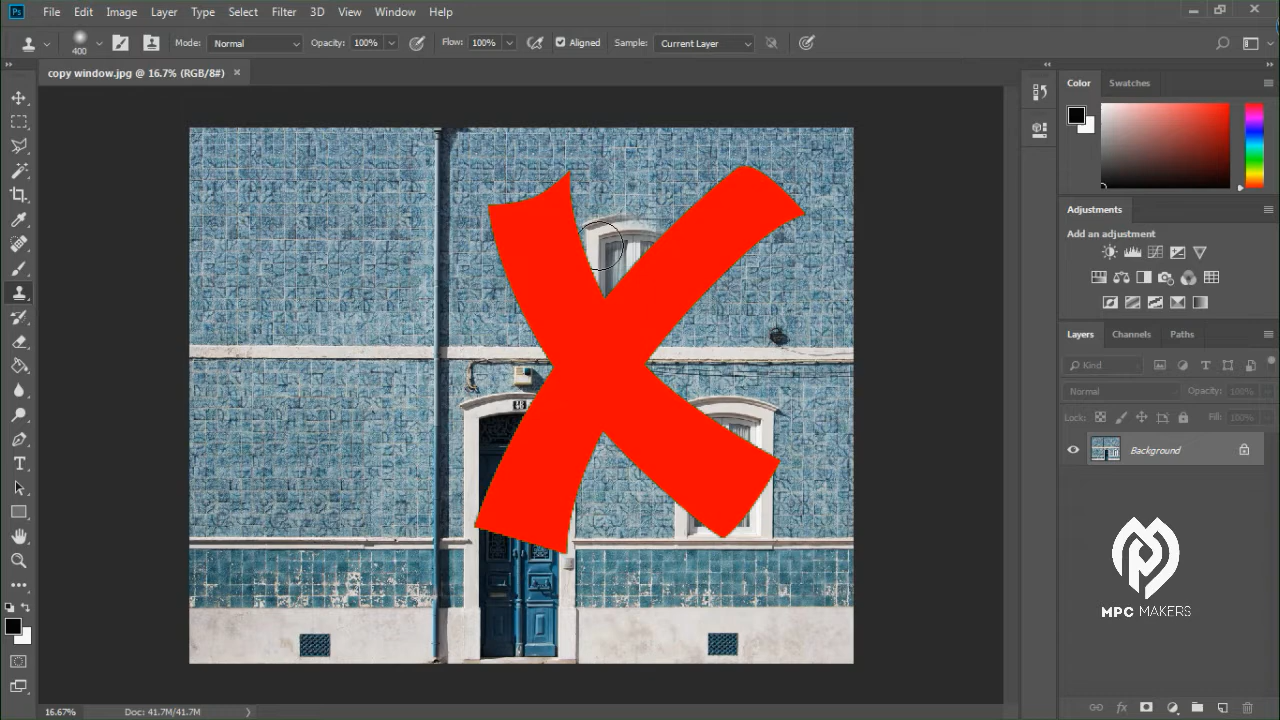 Ps File Edit Image Layer Type Select Filter 3D View Window Help
400 Mode: Normal Opacity: 100% Flow: 100% Aligned Sample: Current Layer
copy window.jpg @ 16.7% (RGB/8#) ×
Color Swatches
Adjustments
Add an adjustment
Layers Channels Paths
Kind
Normal Opacity: 100%
Lock: Fill: 100%
Background
MPC MAKERS
16.67% Doc: 41.7M/41.7M